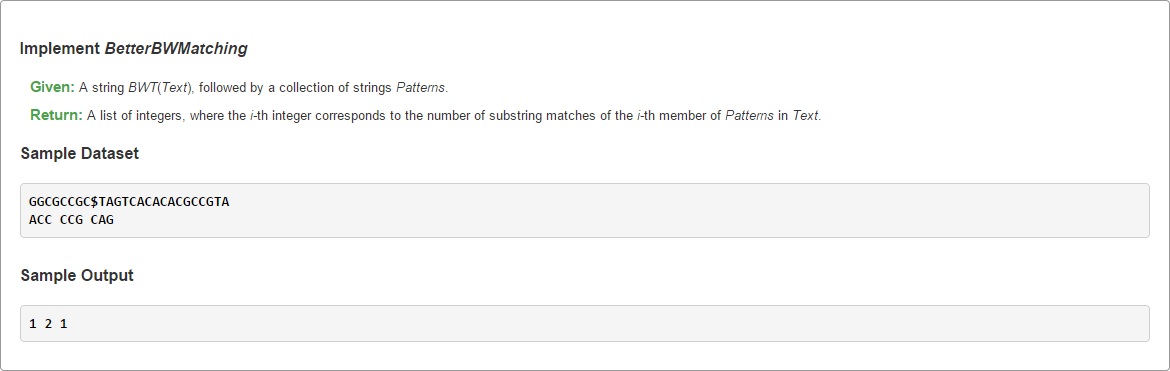 Implement BetterBWMatching
Given: A string BWT(Text), followed by a collection of strings Patterns.
Return: A list of integers, where the i-th integer corresponds to the number of substring matches of the i-th member of Patterns in Text.
Sample Dataset
GGCGCCGC$TAGTCACACACGCCGTA
ACC CCG CAG
Sample Output
1 2 1